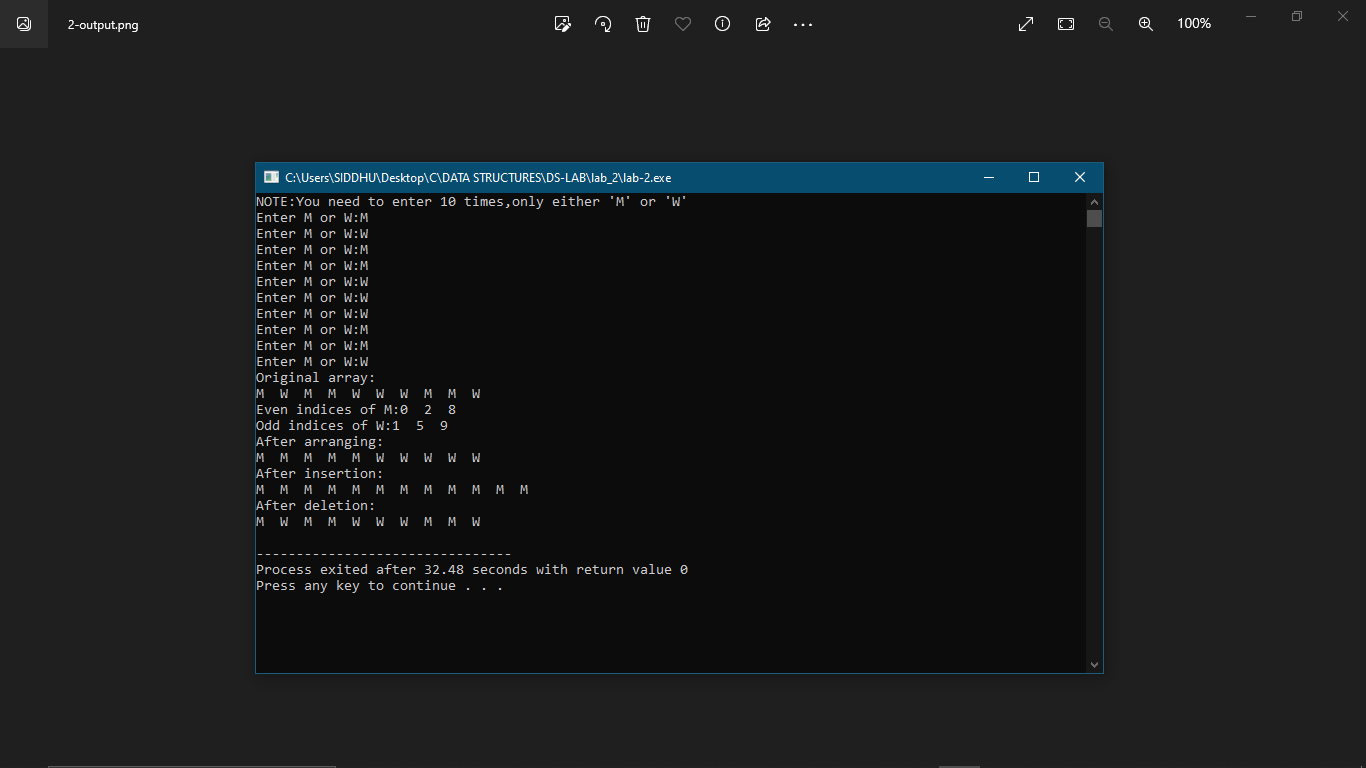 2-output.png
100%
C:\Users\SIDDHU\Desktop\C\DATA STRUCTURES\DS-LAB\lab_2\lab-2.exe
NOTE:You need to enter 10 times,only either 'M' or 'W'
Enter M or W:M
Enter M or W:W
Enter M or W:M
Enter M or W:M
Enter M or W:W
Enter M or W:W
Enter M or W:W
Enter M or W:M
Enter M or W:M
Enter M or W:W
Original array:
M  W  M  M  W  W  W  M  M  W
Even indices of M:0  2  8
Odd indices of W:1  5  9
After arranging:
M  M  M  M  M  W  W  W  W  W
After insertion:
M  M  M  M  M  M  M  M  M  M  M  M
After deletion:
M  W  M  M  W  W  W  M  M  W
--------------------------------
Process exited after 32.48 seconds with return value 0
Press any key to continue . . .